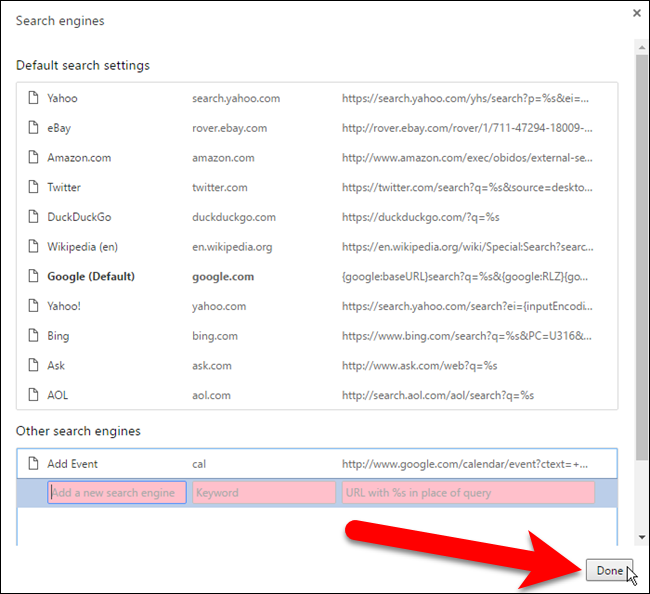 Search engines
Default search settings
Yahoo search.yahoo.com https://search.yahoo.com/yhs/search?p=%s&ei=...
eBay rover.ebay.com http://rover.ebay.com/rover/1/711-47294-18009-...
Amazon.com amazon.com http://www.amazon.com/exec/obidos/external-se...
Twitter twitter.com https://twitter.com/search?q=%s&source=deskto...
DuckDuckGo duckduckgo.com https://duckduckgo.com/?q=%s
Wikipedia (en) en.wikipedia.org https://en.wikipedia.org/wiki/Special:Search?searc...
Google (Default) google.com {google:baseURL}search?q=%s&{google:RLZ}{go...
Yahoo! yahoo.com https://search.yahoo.com/search?ei={inputEncodi...
Bing bing.com https://www.bing.com/search?q=%s&PC=U316&...
Ask ask.com http://www.ask.com/web?q=%s
AOL aol.com http://search.aol.com/aol/search?q=%s
Other search engines
Add Event cal http://www.google.com/calendar/event?ctext=+...
Add a new search engine Keyword URL with %s in place of query
Done